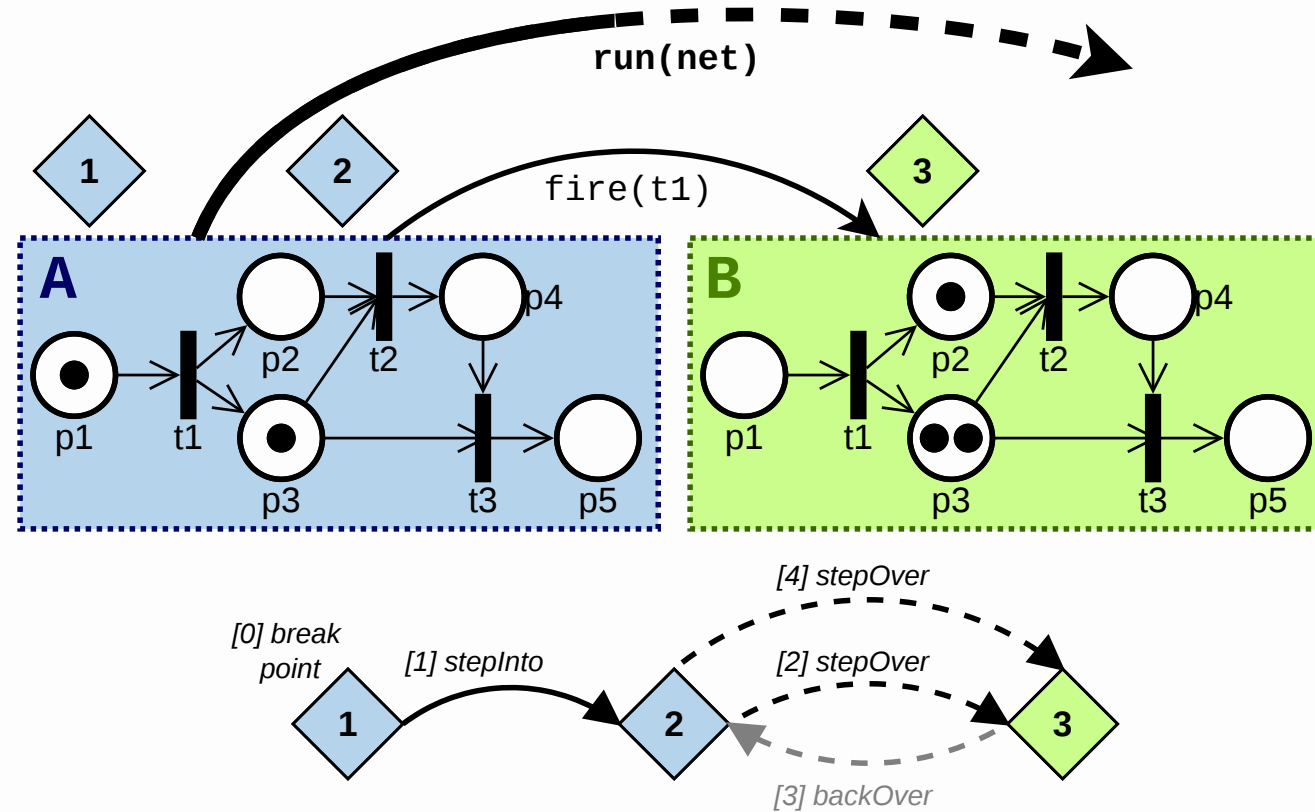 run(net)
1
2
3
fire(t1)
A
p4
p2
t2
p1
t1
p3
t3
p5
B
p4
p2
t2
p1
t1
p3
t3
p5
[4] stepOver
[0] break
point
[1] stepInto
[2] stepOver
1
2
3
[3] backOver